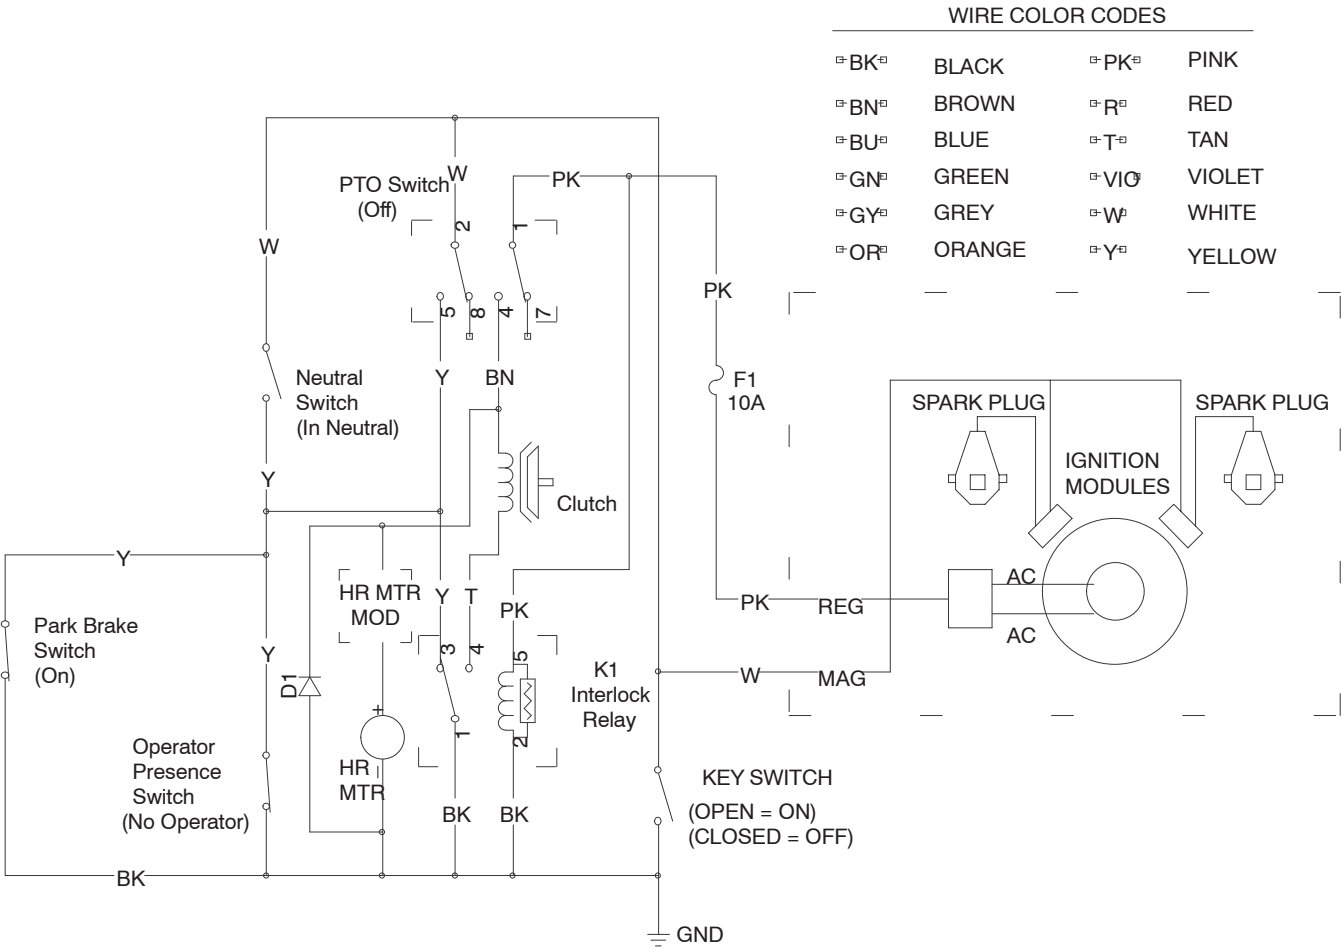 WIRE COLOR CODES
BK BLACK PK PINK
BN BROWN R RED
BU BLUE T TAN
GN GREEN VIO VIOLET
GY GREY W WHITE
OR ORANGE Y YELLOW
W
PTO Switch
(Off)
PK
2
1
W
5
8
4
7
PK
Neutral
Switch
(In Neutral)
Y
BN
F1
10A
SPARK PLUG
SPARK PLUG
IGNITION
MODULES
Y
Clutch
Y
HR MTR
MOD
Y
T
PK
AC
PK
REG
AC
Park Brake
Switch
(On)
Y
3
4
5
K1
Interlock
Relay
W
MAG
D1
+
1
2
Operator
Presence
Switch
(No Operator)
HR
–
MTR
KEY SWITCH
(OPEN = ON)
(CLOSED = OFF)
BK
BK
BK
GND